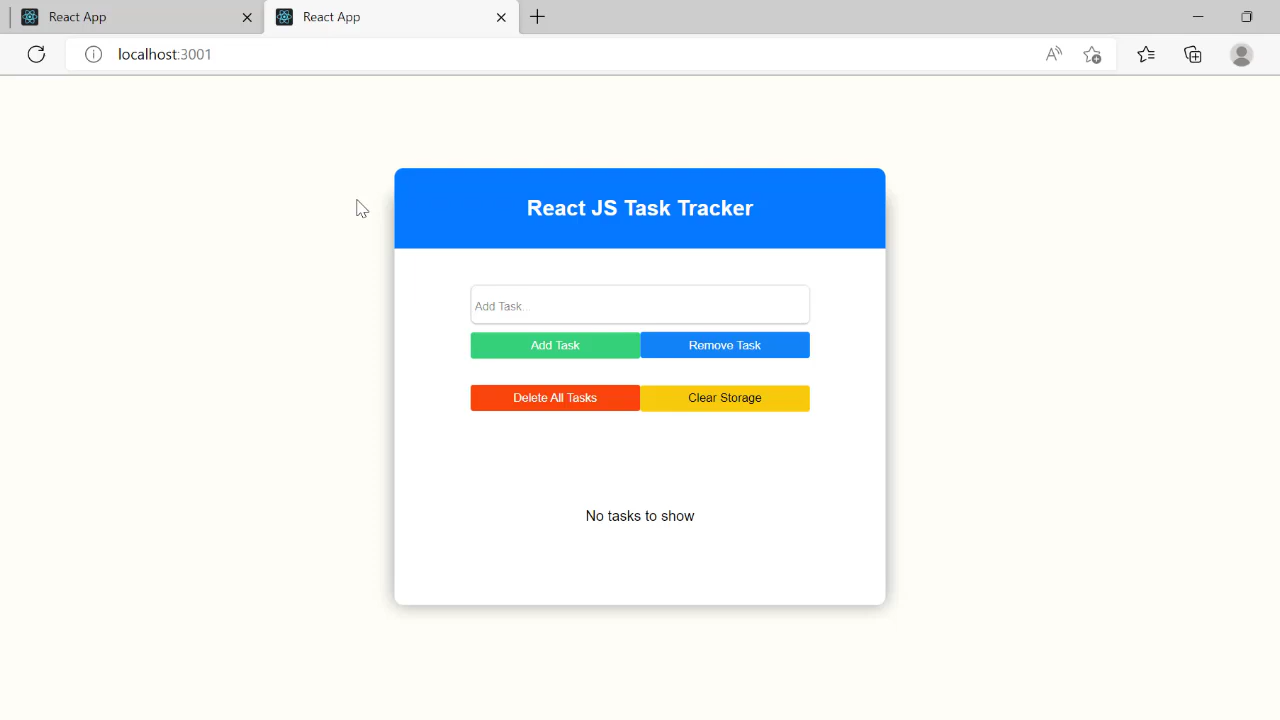 React App
React App
localhost:3001
React JS Task Tracker
Add Task...
Add Task
Remove Task
Delete All Tasks
Clear Storage
No tasks to show